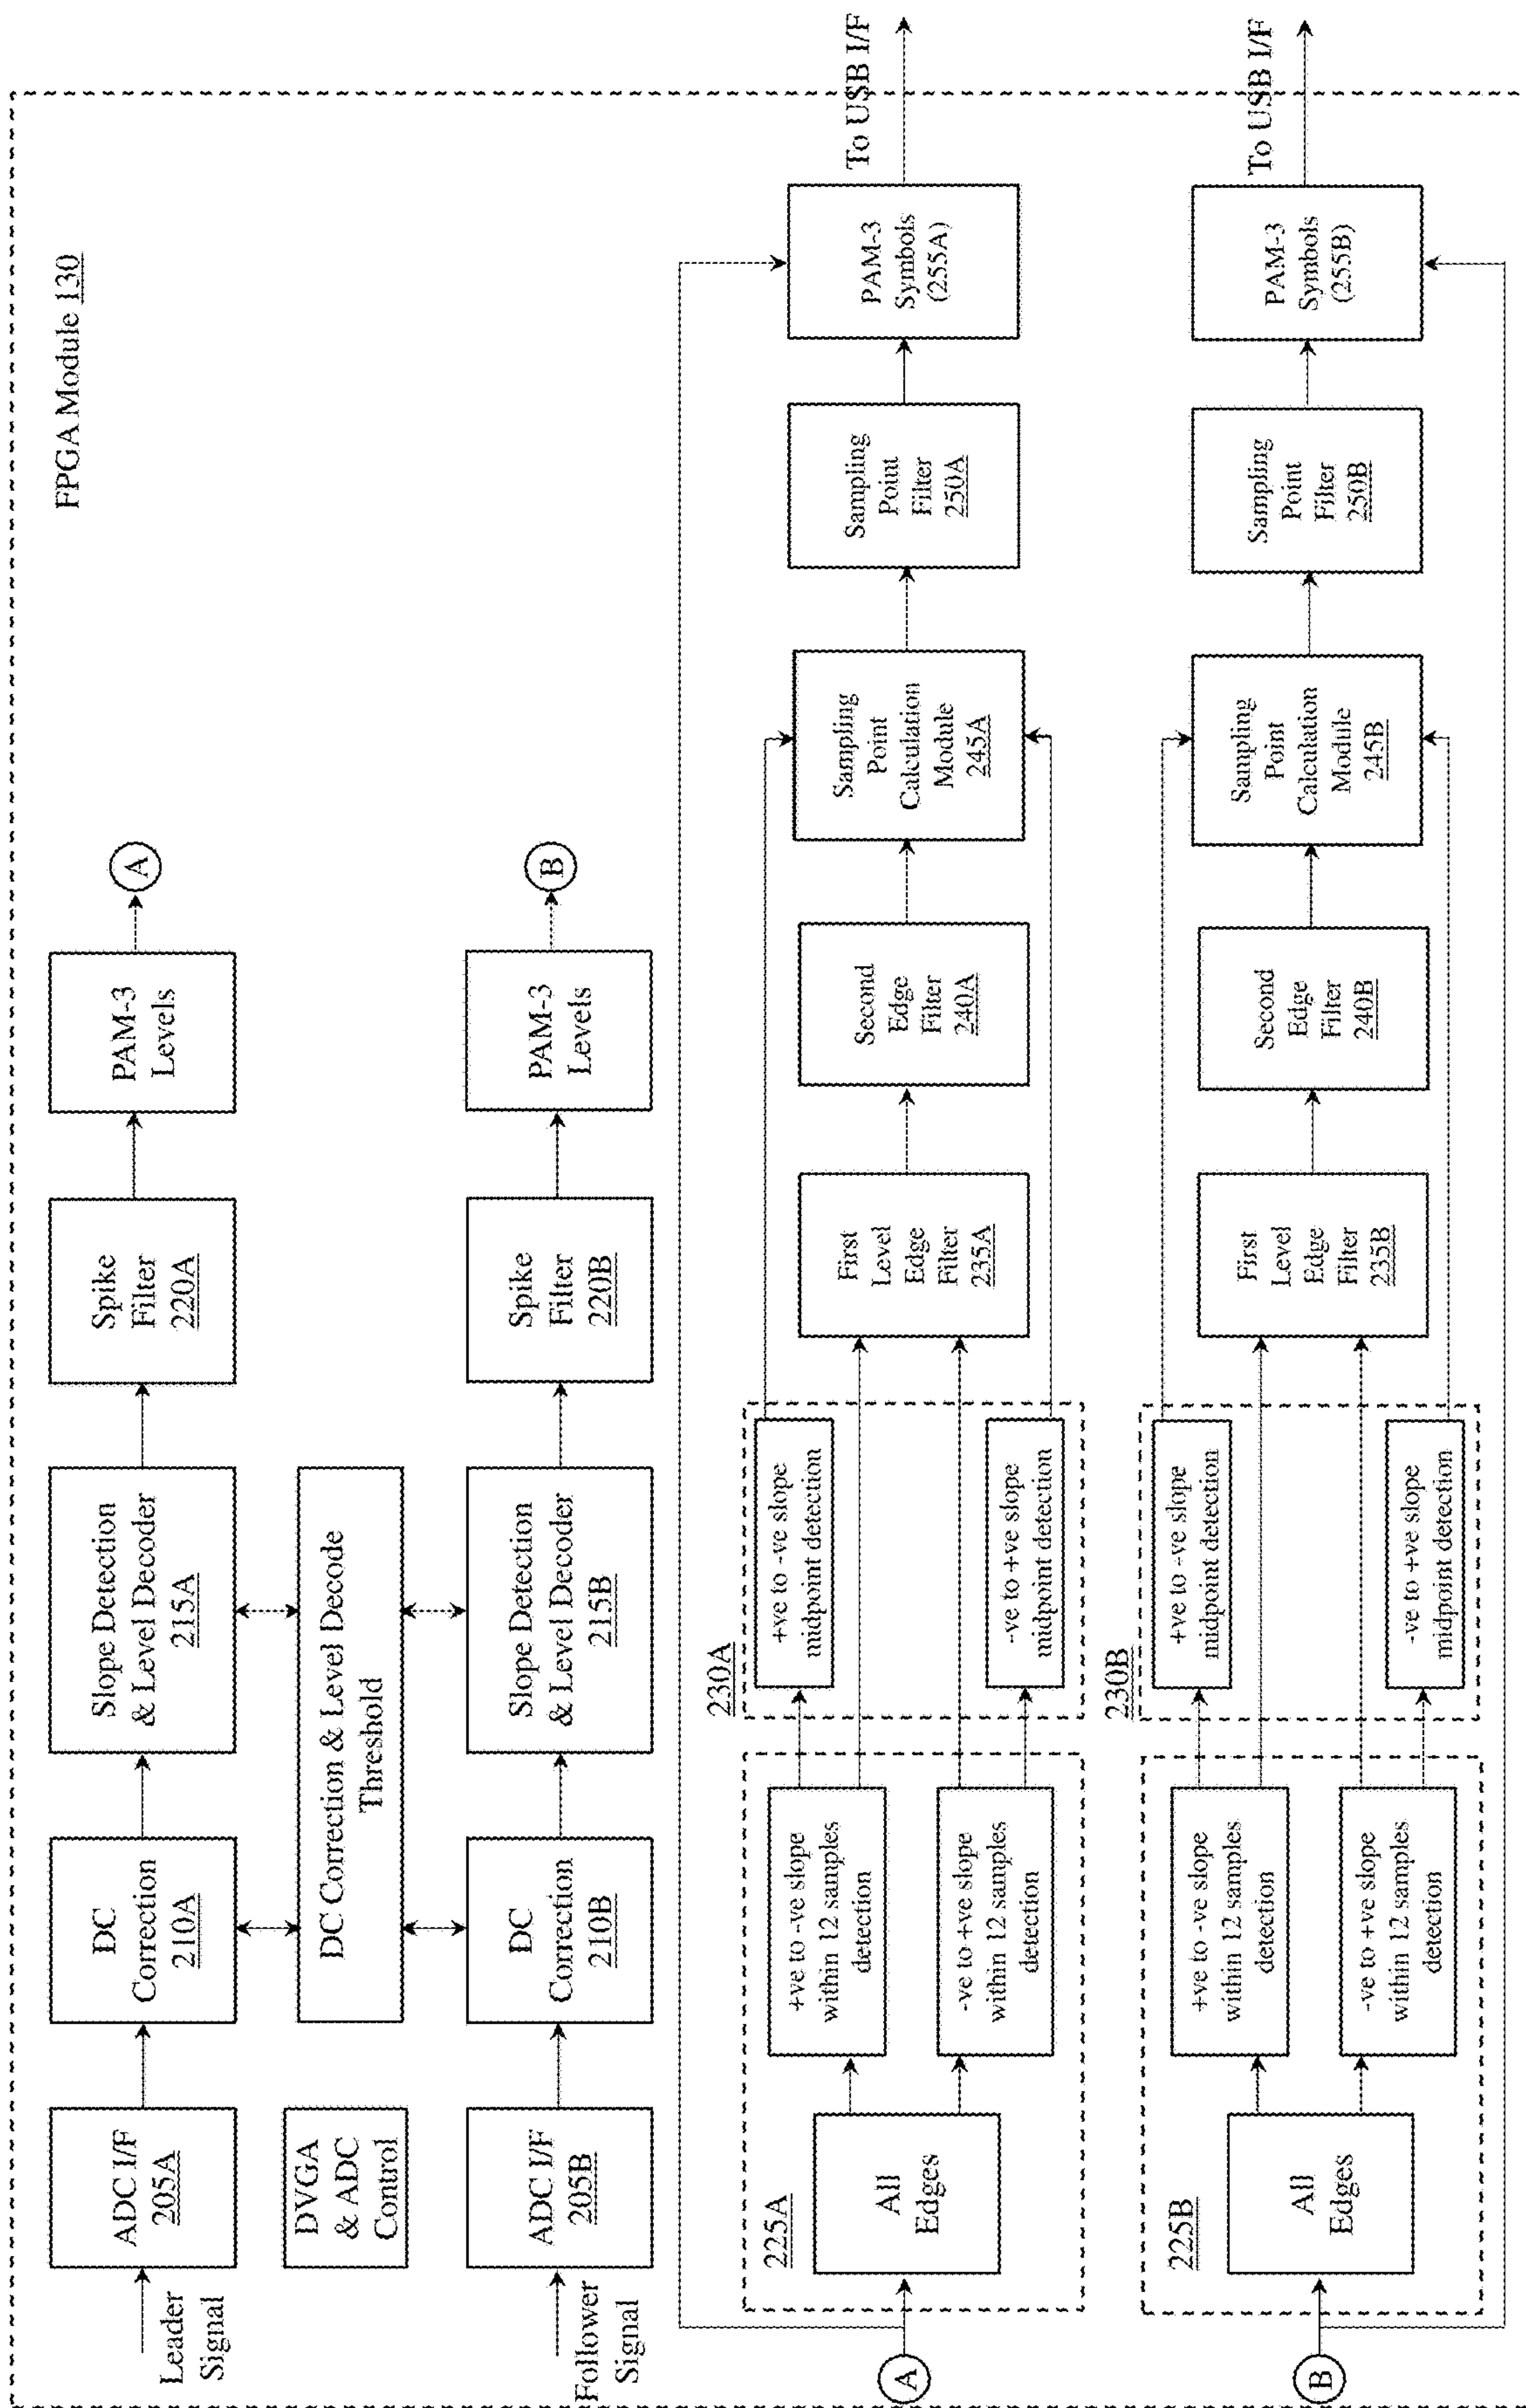 FPGA Module 130
Leader
Signal
ADC I/F
205A
DC
Correction
210A
Slope Detection
& Level Decoder
215A
Spike
Filter
220A
PAM-3
Levels
A
DVGA
& ADC
Control
DC Correction & Level Decode
Threshold
Follower
Signal
ADC I/F
205B
DC
Correction
210B
Slope Detection
& Level Decoder
215B
Spike
Filter
220B
PAM-3
Levels
B
A
225A
All
Edges
+ve to -ve slope
within 12 samples
detection
-ve to +ve slope
within 12 samples
detection
230A
+ve to -ve slope
midpoint detection
-ve to +ve slope
midpoint detection
First
Level
Edge
Filter
235A
Second
Edge
Filter
240A
Sampling
Point
Calculation
Module
245A
Sampling
Point
Filter
250A
PAM-3
Symbols
(255A)
To USB I/F
B
225B
All
Edges
+ve to -ve slope
within 12 samples
detection
-ve to +ve slope
within 12 samples
detection
230B
+ve to -ve slope
midpoint detection
-ve to +ve slope
midpoint detection
First
Level
Edge
Filter
235B
Second
Edge
Filter
240B
Sampling
Point
Calculation
Module
245B
Sampling
Point
Filter
250B
PAM-3
Symbols
(255B)
To USB I/F